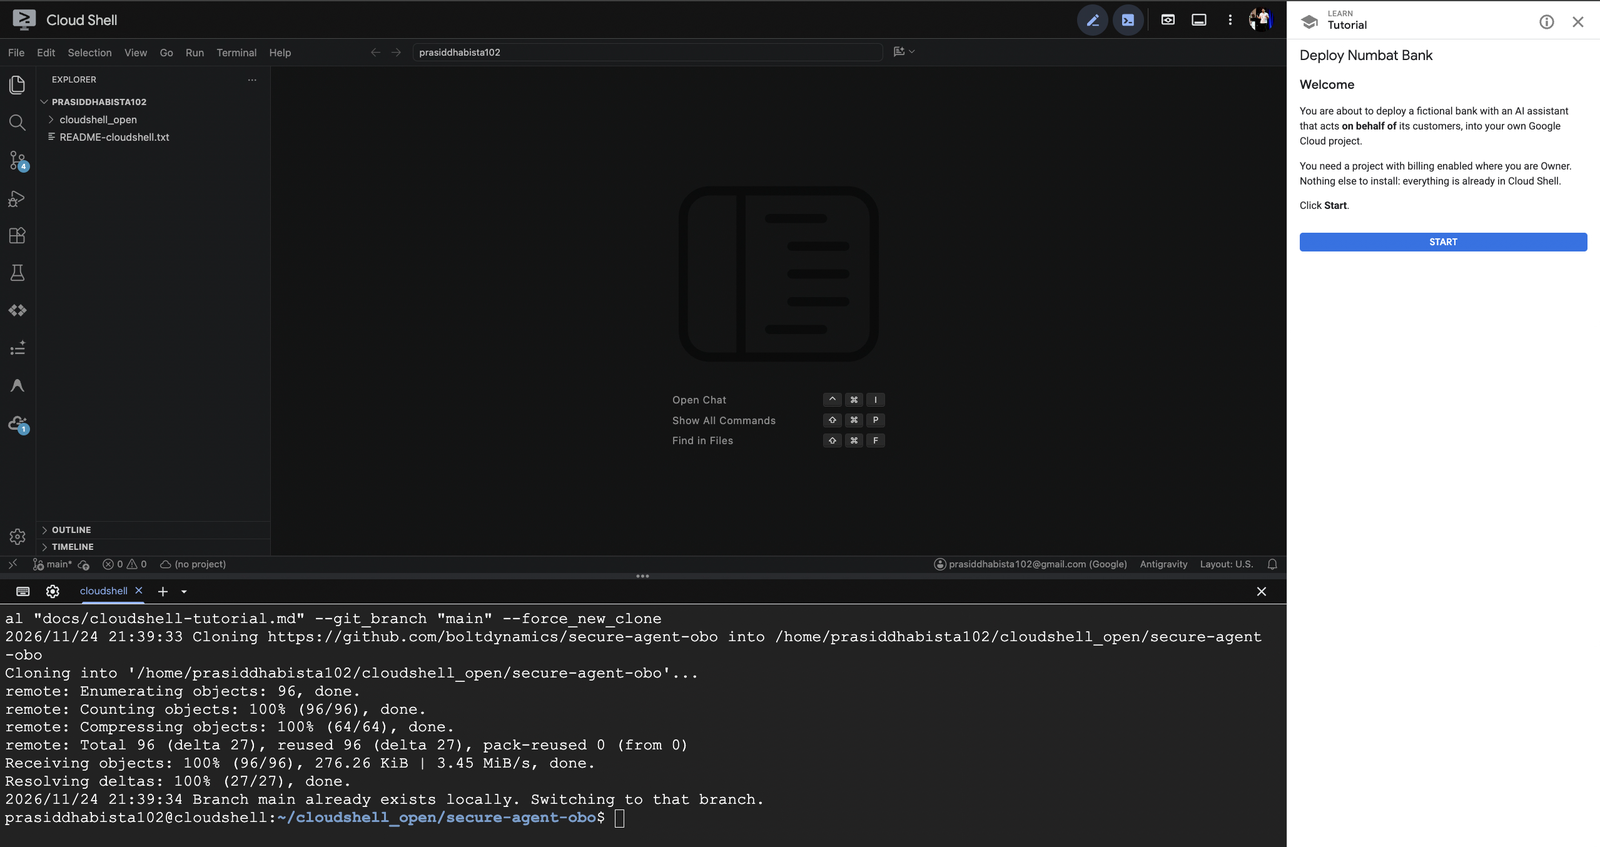 Cloud Shell
File Edit Selection View Go Run Terminal Help
prasiddhabista102
EXPLORER
PRASIDDHABISTA102
cloudshell_open
README-cloudshell.txt
4
1
Open Chat ^ ⌘ I
Show All Commands ⇧ ⌘ P
Find in Files ⇧ ⌘ F
OUTLINE
TIMELINE
main* 0 0 (no project)
prasiddhabista102@gmail.com (Google) Antigravity Layout: U.S.
cloudshell
al "docs/cloudshell-tutorial.md" --git_branch "main" --force_new_clone
2026/11/24 21:39:33 Cloning https://github.com/boltdynamics/secure-agent-obo into /home/prasiddhabista102/cloudshell_open/secure-agent
-obo
Cloning into '/home/prasiddhabista102/cloudshell_open/secure-agent-obo'...
remote: Enumerating objects: 96, done.
remote: Counting objects: 100% (96/96), done.
remote: Compressing objects: 100% (64/64), done.
remote: Total 96 (delta 27), reused 96 (delta 27), pack-reused 0 (from 0)
Receiving objects: 100% (96/96), 276.26 KiB | 3.45 MiB/s, done.
Resolving deltas: 100% (27/27), done.
2026/11/24 21:39:34 Branch main already exists locally. Switching to that branch.
prasiddhabista102@cloudshell:~/cloudshell_open/secure-agent-obo$
LEARN
Tutorial
Deploy Numbat Bank
Welcome
You are about to deploy a fictional bank with an AI assistant
that acts on behalf of its customers, into your own Google
Cloud project.
You need a project with billing enabled where you are Owner.
Nothing else to install: everything is already in Cloud Shell.
Click Start.
START